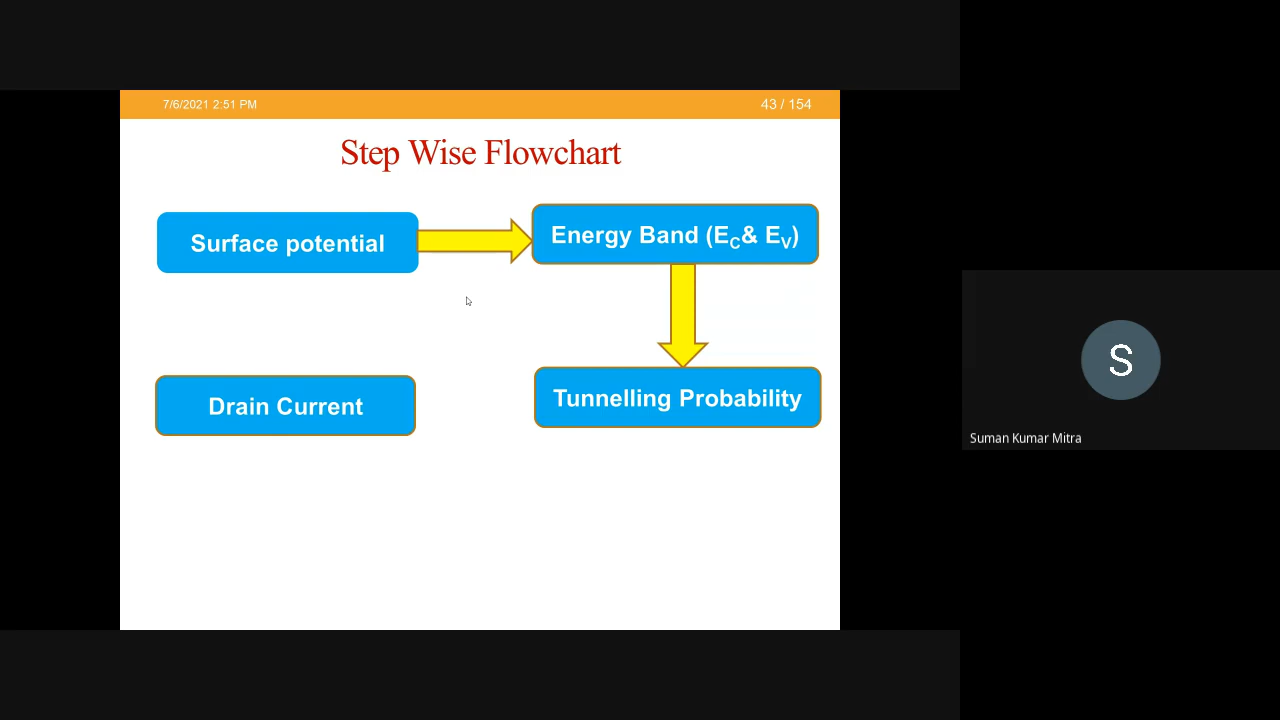 7/6/2021 2:51 PM
43 / 154
Step Wise Flowchart
Surface potential
Energy Band (EC& EV)
Drain Current
Tunnelling Probability
S
Suman Kumar Mitra